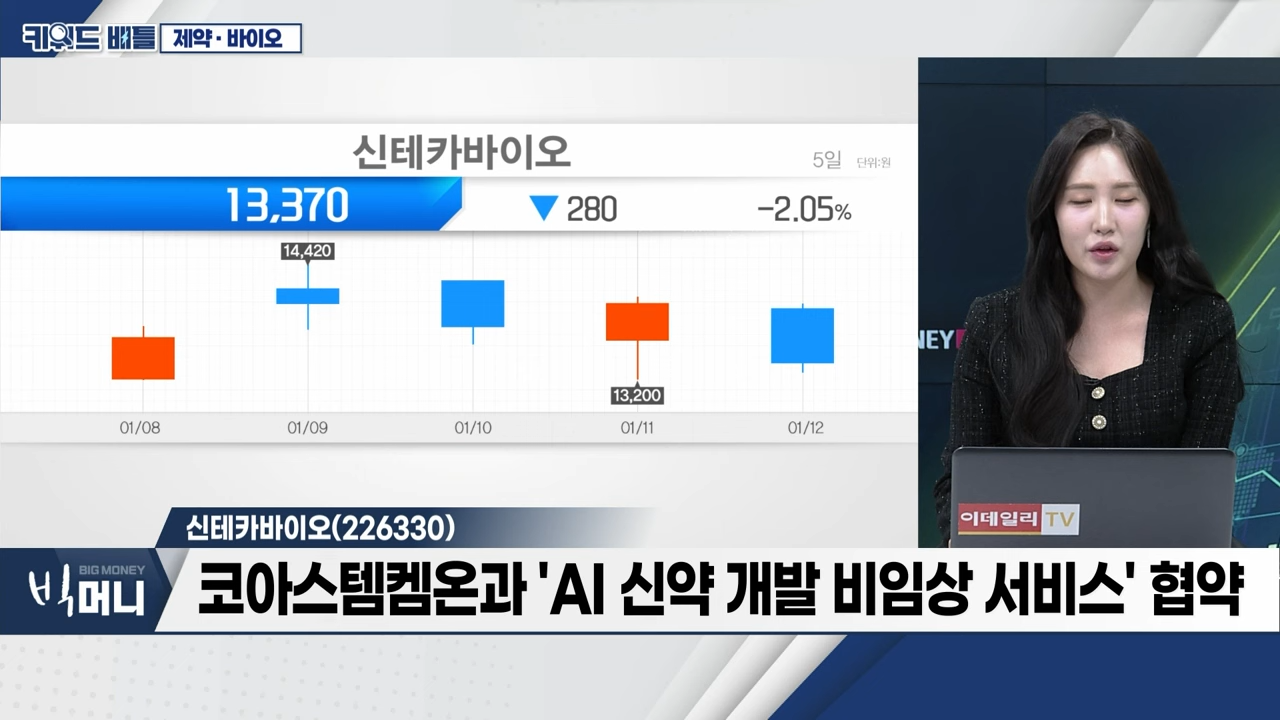 키워드 배틀 제약·바이오
신테카바이오
5일 단위:원
13,370 ▼ 280 -2.05%
14,420
13,200
01/08 01/09 01/10 01/11 01/12
NEY
이데일리 TV
신테카바이오(226330)
BIG MONEY
빅머니
코아스템켐온과 'AI 신약 개발 비임상 서비스' 협약